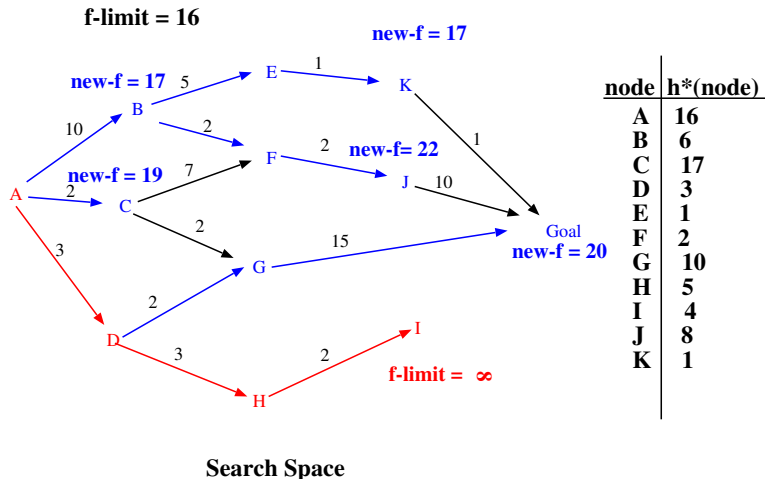 f-limit = 16
new-f = 17
E
1
K
new-f = 17
5
B
10
2
1
F
2
new-f= 22
7
new-f = 19
A
2
C
J
10
2
Goal
new-f = 20
3
15
G
2
D
3
2
I
f-limit = ∞
H
node h*(node)
A 16
B 6
C 17
D 3
E 1
F 2
G 10
H 5
I 4
J 8
K 1
Search Space